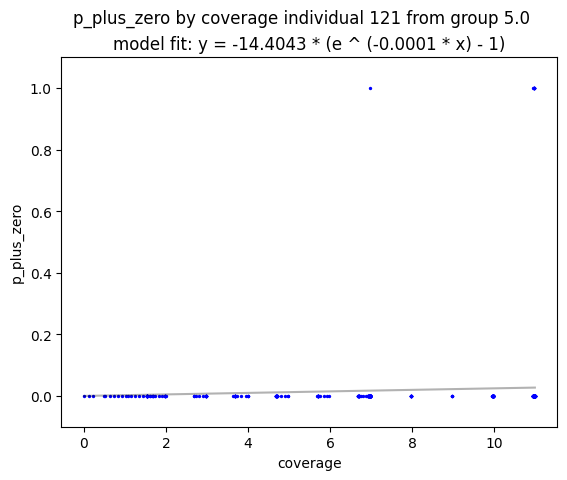 p_plus_zero by coverage individual 121 from group 5.0
model fit: y = -14.4043 * (e ^ (-0.0001 * x) - 1)
1.0
0.8
0.6
0.4
0.2
0.0
p_plus_zero
0 2 4 6 8 10
coverage